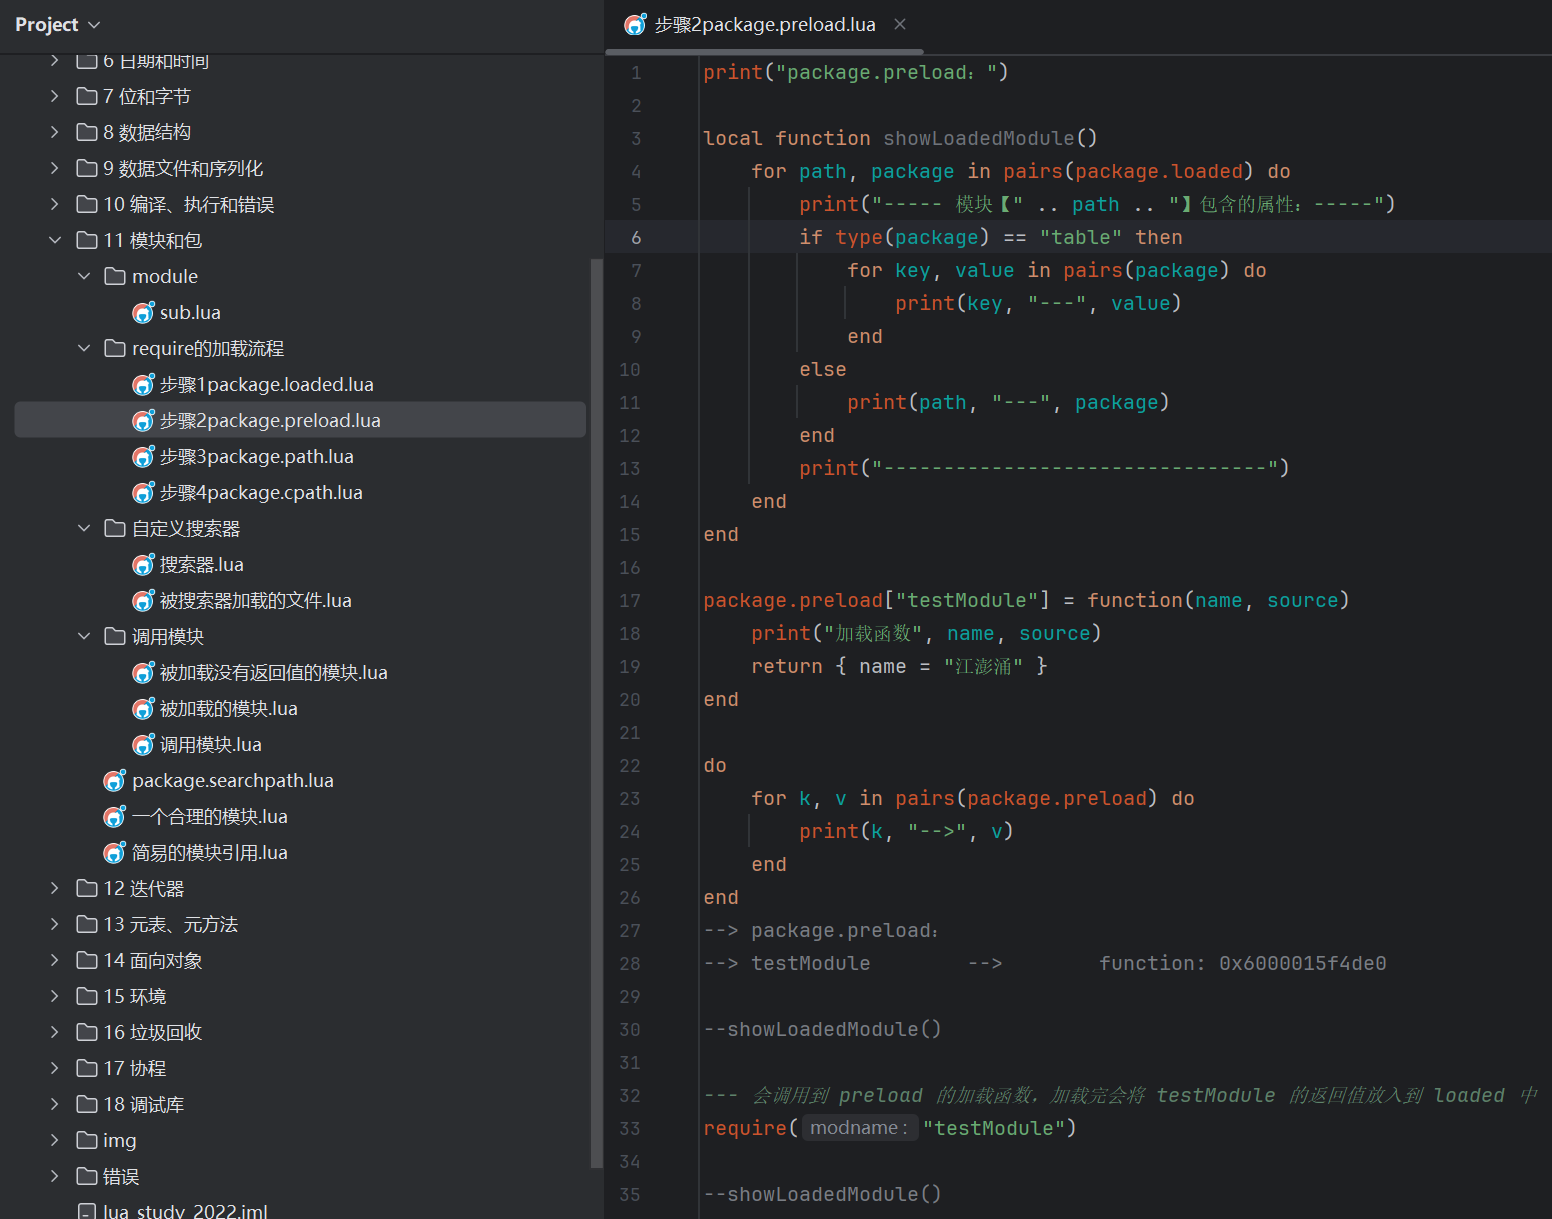 Project
6 日期和时间
7 位和字节
8 数据结构
9 数据文件和序列化
10 编译、执行和错误
11 模块和包
module
sub.lua
require的加载流程
步骤1package.loaded.lua
步骤2package.preload.lua
步骤3package.path.lua
步骤4package.cpath.lua
自定义搜索器
搜索器.lua
被搜索器加载的文件.lua
调用模块
被加载没有返回值的模块.lua
被加载的模块.lua
调用模块.lua
package.searchpath.lua
一个合理的模块.lua
简易的模块引用.lua
12 迭代器
13 元表、元方法
14 面向对象
15 环境
16 垃圾回收
17 协程
18 调试库
img
错误
lua_study_2022.iml
步骤2package.preload.lua
1 print("package.preload：")
2
3 local function showLoadedModule()
4     for path, package in pairs(package.loaded) do
5         print("----- 模块【" .. path .. "】包含的属性：-----")
6         if type(package) == "table" then
7             for key, value in pairs(package) do
8                 print(key, "---", value)
9             end
10         else
11             print(path, "---", package)
12         end
13         print("--------------------------------")
14     end
15 end
16
17 package.preload["testModule"] = function(name, source)
18     print("加载函数", name, source)
19     return { name = "江澎涌" }
20 end
21
22 do
23     for k, v in pairs(package.preload) do
24         print(k, "-->", v)
25     end
26 end
27 --> package.preload：
28 --> testModule        -->        function: 0x6000015f4de0
29
30 --showLoadedModule()
31
32 --- 会调用到 preload 的加载函数，加载完会将 testModule 的返回值放入到 loaded 中
33 require( modname: "testModule")
34
35 --showLoadedModule()